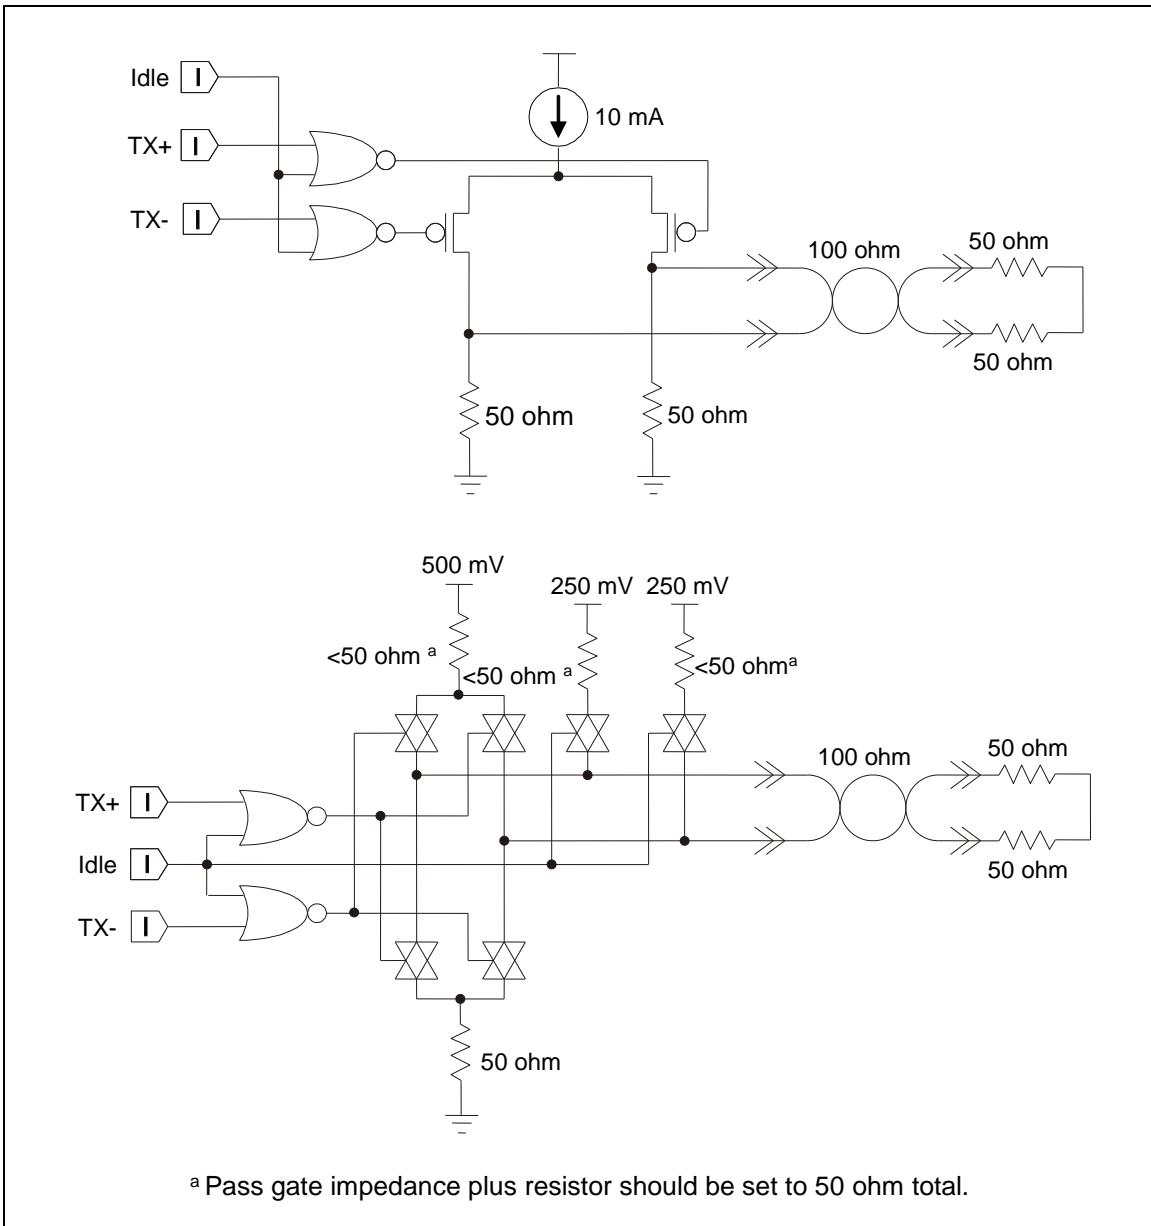 Idle
I
10 mA
TX+
I
TX-
I
100 ohm
50 ohm
50 ohm
50 ohm
50 ohm
500 mV
250 mV
250 mV
<50 ohm a
<50 ohm a
<50 ohma
100 ohm
50 ohm
TX+
I
Idle
I
50 ohm
TX-
I
50 ohm
a Pass gate impedance plus resistor should be set to 50 ohm total.